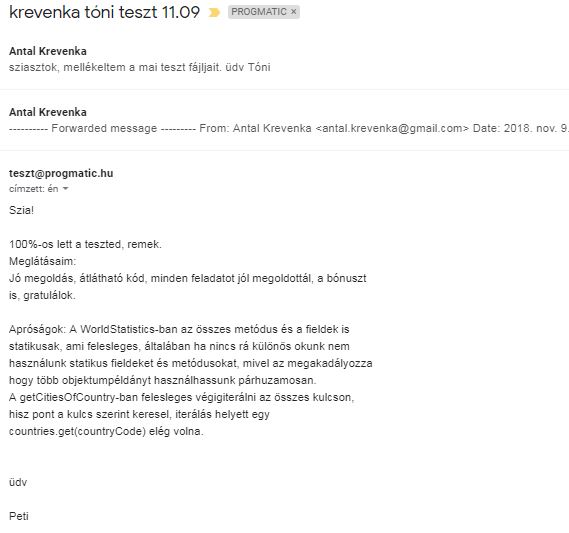 krevenka tóni teszt 11.09 PROGMATIC ×
Antal Krevenka
sziasztok, mellékeltem a mai teszt fájljait. üdv Tóni
Antal Krevenka
---------- Forwarded message --------- From: Antal Krevenka <antal.krevenka@gmail.com> Date: 2018. nov. 9.
teszt@progmatic.hu
címzett: én
Szia!
100%-os lett a teszted, remek.
Meglátásaim:
Jó megoldás, átlátható kód, minden feladatot jól megoldottál, a bónuszt
is, gratulálok.
Apróságok: A WorldStatistics-ban az összes metódus és a fieldek is
statikusak, ami felesleges, általában ha nincs rá különös okunk nem
használunk statikus fieldeket és metódusokat, mivel az megakadályozza
hogy több objektumpéldányt használhassunk párhuzamosan.
A getCitiesOfCountry-ban felesleges végigiterálni az összes kulcson,
hisz pont a kulcs szerint keresel, iterálás helyett egy
countries.get(countryCode) elég volna.
üdv
Peti